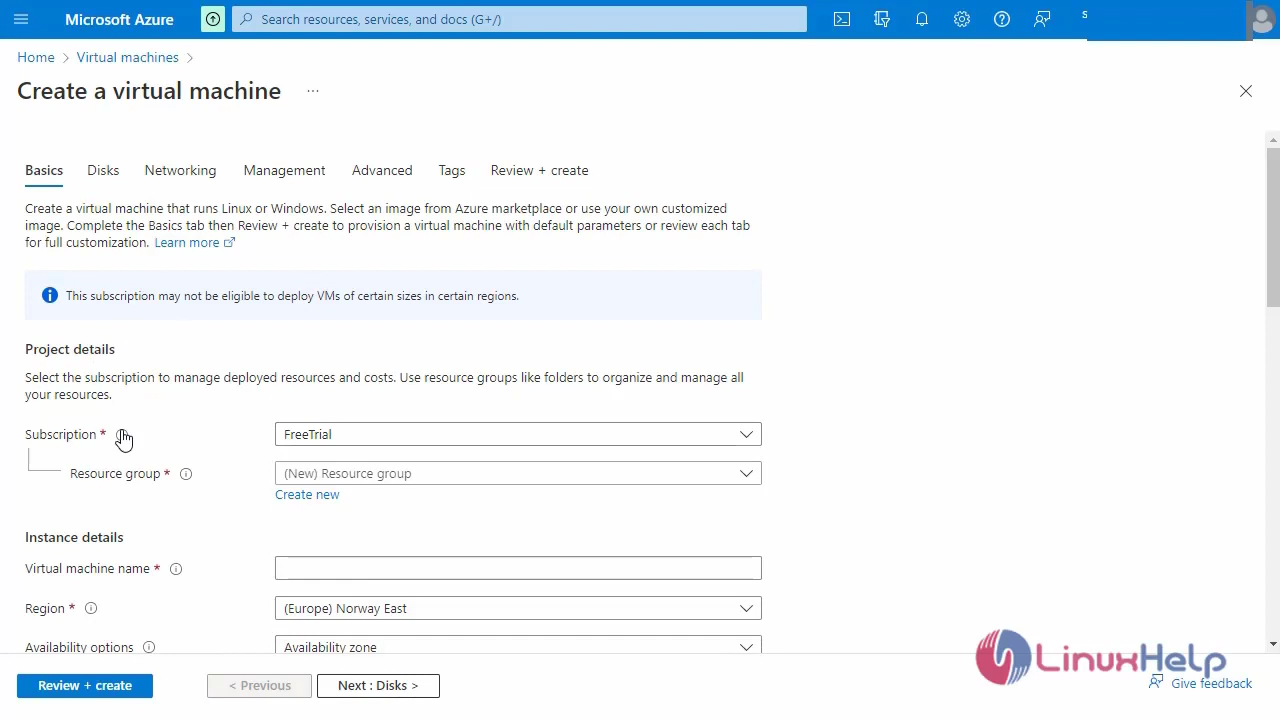 Microsoft Azure
Search resources, services, and docs (G+/)
S
Home > Virtual machines >
Create a virtual machine ...
Basics Disks Networking Management Advanced Tags Review + create
Create a virtual machine that runs Linux or Windows. Select an image from Azure marketplace or use your own customized
image. Complete the Basics tab then Review + create to provision a virtual machine with default parameters or review each tab
for full customization. Learn more
This subscription may not be eligible to deploy VMs of certain sizes in certain regions.
Project details
Select the subscription to manage deployed resources and costs. Use resource groups like folders to organize and manage all
your resources.
Subscription * FreeTrial
Resource group * (New) Resource group
Create new
Instance details
Virtual machine name *
Region * (Europe) Norway East
Availability options Availability zone
LinuxHelp
Review + create < Previous Next : Disks > Give feedback